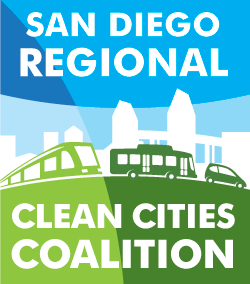 SAN DIEGO
REGIONAL
CLEAN CITIES
COALITION